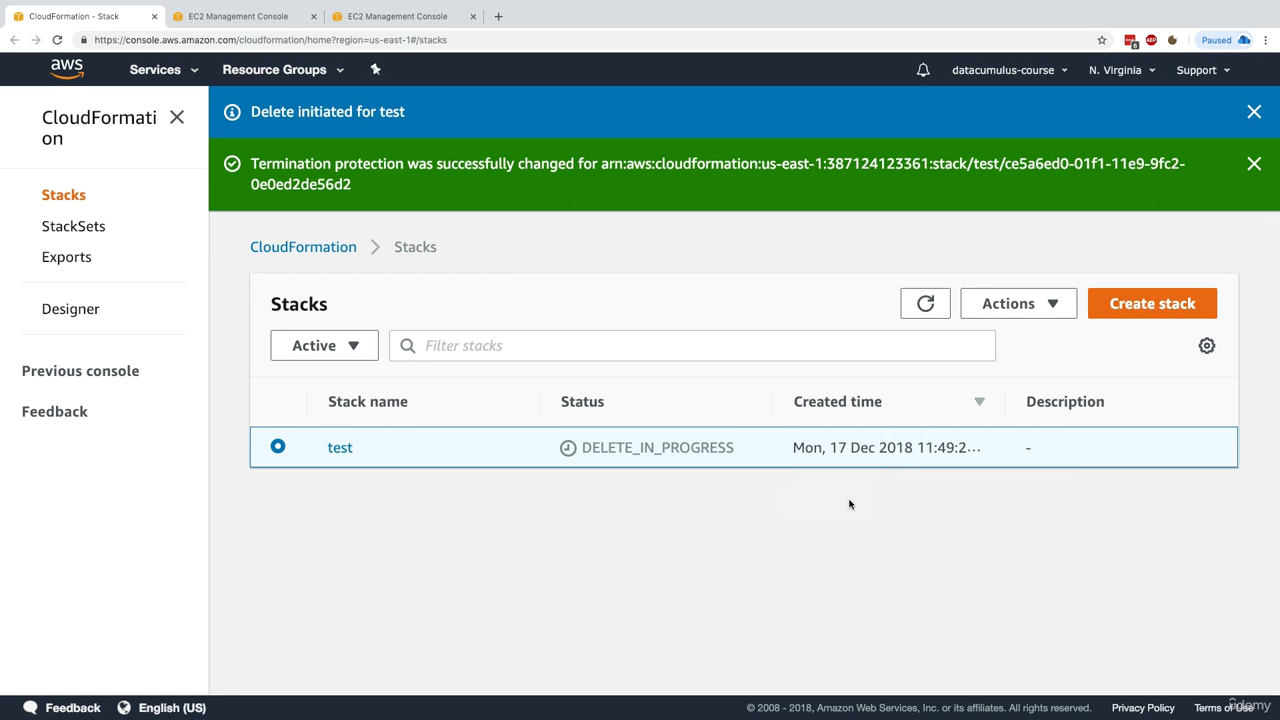 CloudFormation - Stack
EC2 Management Console
EC2 Management Console
https://console.aws.amazon.com/cloudformation/home?region=us-east-1#/stacks
6
ABP
Paused
aws
Services
Resource Groups
datacumulus-course
N. Virginia
Support
CloudFormati
on
Stacks
StackSets
Exports
Designer
Previous console
Feedback
Delete initiated for test
Termination protection was successfully changed for arn:aws:cloudformation:us-east-1:387124123361:stack/test/ce5a6ed0-01f1-11e9-9fc2-
0e0ed2de56d2
CloudFormation > Stacks
Stacks
Actions
Create stack
Active
Filter stacks
Stack name
Status
Created time
Description
test
DELETE_IN_PROGRESS
Mon, 17 Dec 2018 11:49:2...
-
Feedback
English (US)
© 2008 - 2018, Amazon Web Services, Inc. or its affiliates. All rights reserved.
Privacy Policy
Terms of Use
Udemy